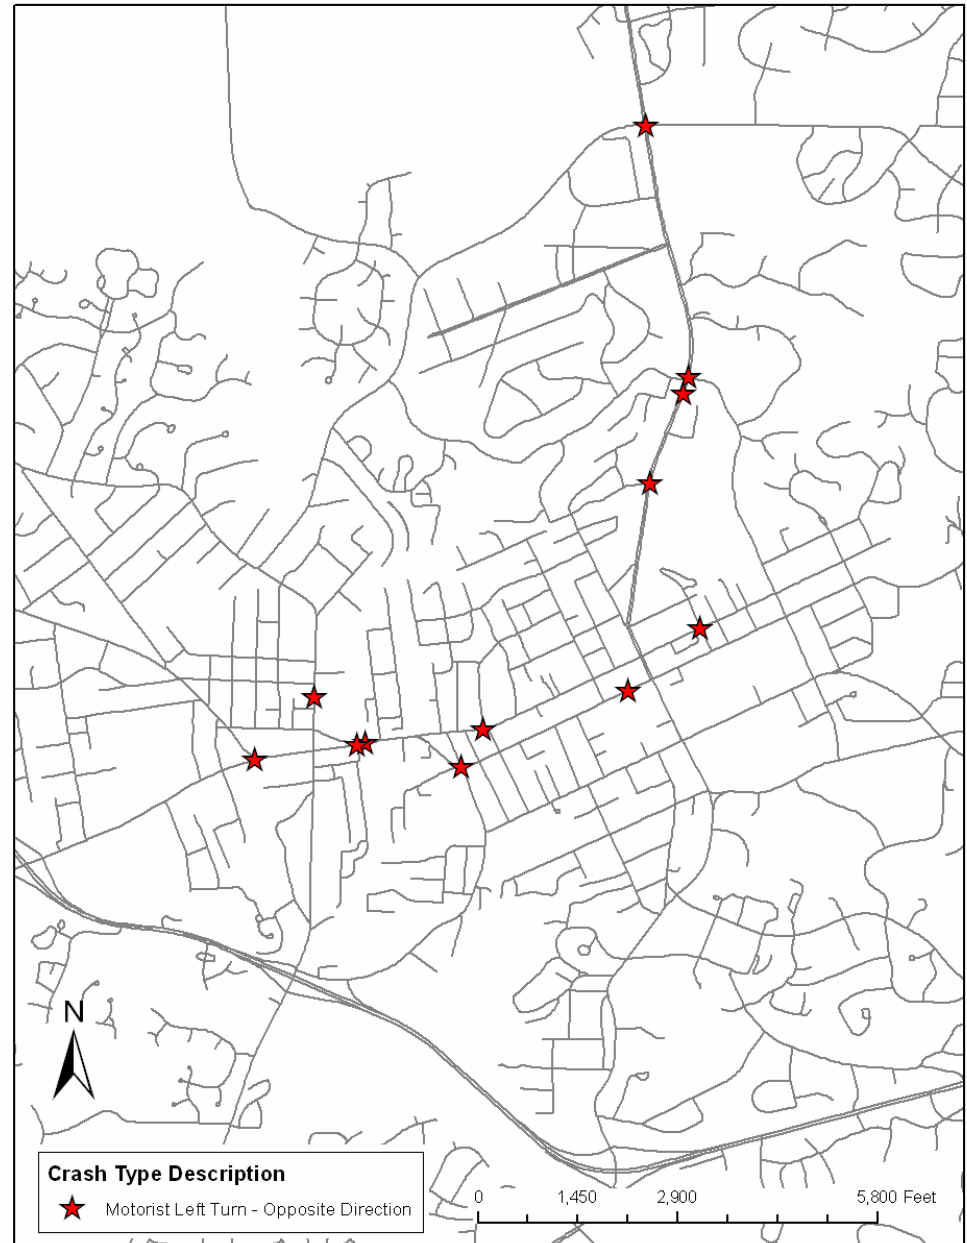 N
Crash Type Description
Motorist Left Turn - Opposite Direction
0 1,450 2,900 5,800 Feet